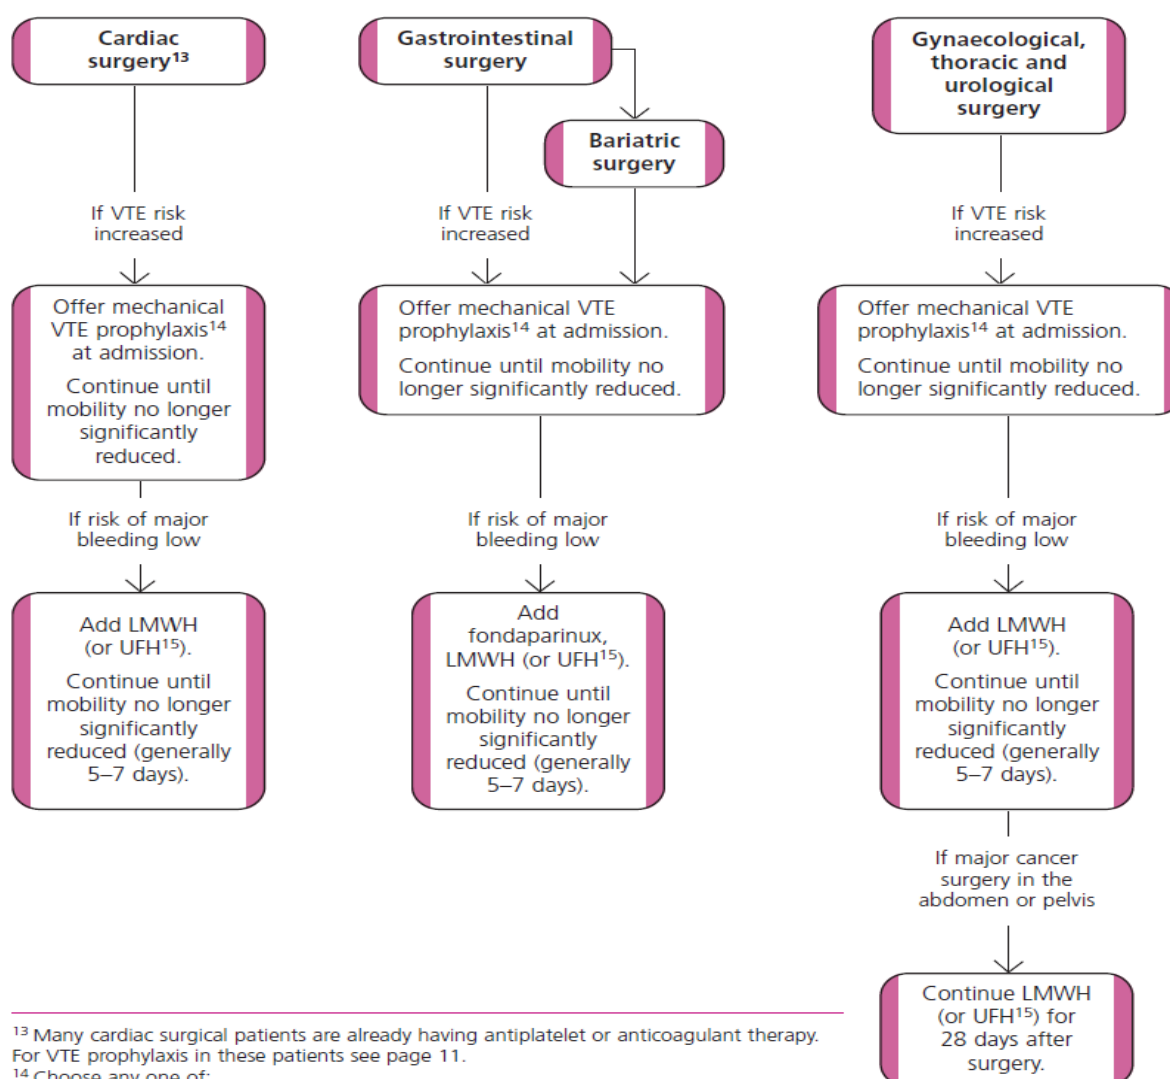 Cardiac
surgery¹³
If VTE risk
increased
Offer mechanical
VTE prophylaxis¹⁴
at admission.
Continue until
mobility no longer
significantly
reduced.
If risk of major
bleeding low
Add LMWH
(or UFH¹⁵).
Continue until
mobility no longer
significantly
reduced (generally
5–7 days).
Gastrointestinal
surgery
Bariatric
surgery
If VTE risk
increased
Offer mechanical VTE
prophylaxis¹⁴ at admission.
Continue until mobility no
longer significantly reduced.
If risk of major
bleeding low
Add
fondaparinux,
LMWH (or UFH¹⁵).
Continue until
mobility no longer
significantly
reduced (generally
5–7 days).
Gynaecological,
thoracic and
urological
surgery
If VTE risk
increased
Offer mechanical VTE
prophylaxis¹⁴ at admission.
Continue until mobility no
longer significantly reduced.
If risk of major
bleeding low
Add LMWH
(or UFH¹⁵).
Continue until
mobility no longer
significantly
reduced (generally
5–7 days).
If major cancer
surgery in the
abdomen or pelvis
Continue LMWH
(or UFH¹⁵) for
28 days after
surgery.
¹³ Many cardiac surgical patients are already having antiplatelet or anticoagulant therapy.
For VTE prophylaxis in these patients see page 11.
¹⁴ Choose any one of: